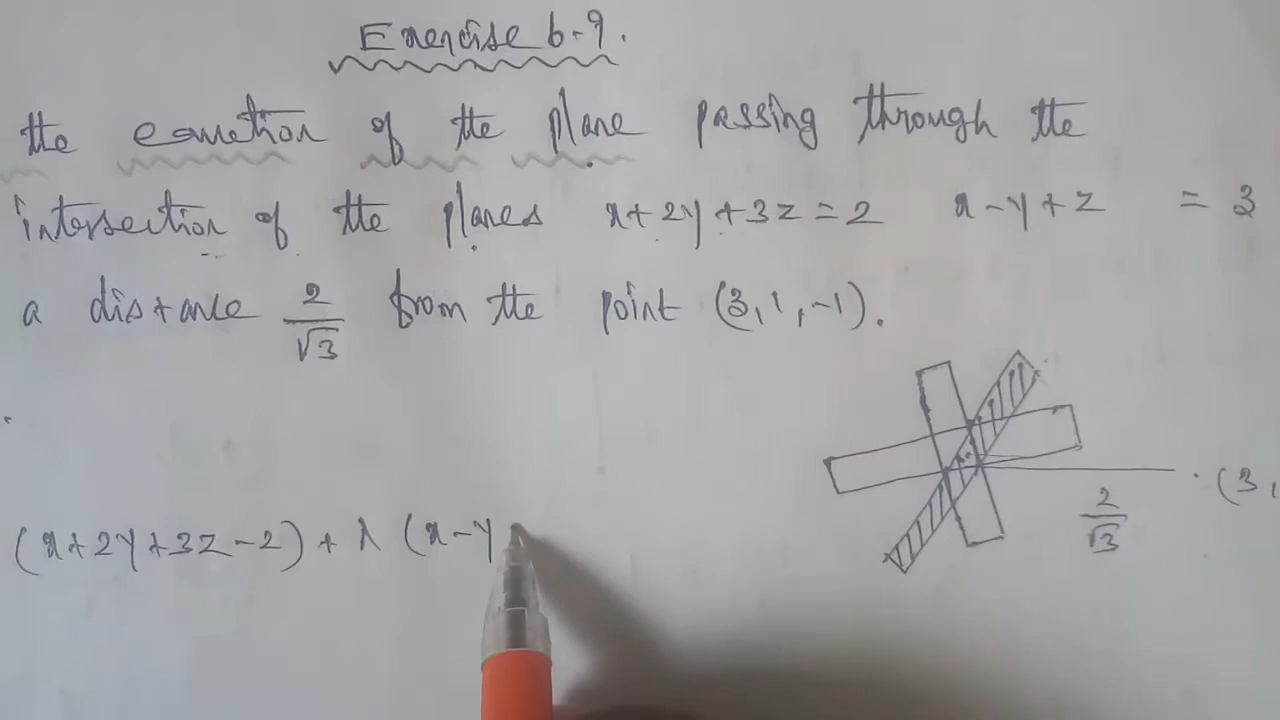 Exercise 6.9.
the equation of the plane passing through the
intersection of the planes x+2y+3z=2 x-y+z = 3
a distance 2/√3 from the point (3,1,-1).
(3,
2/√3
(x+2y+3z-2)+λ(x-y